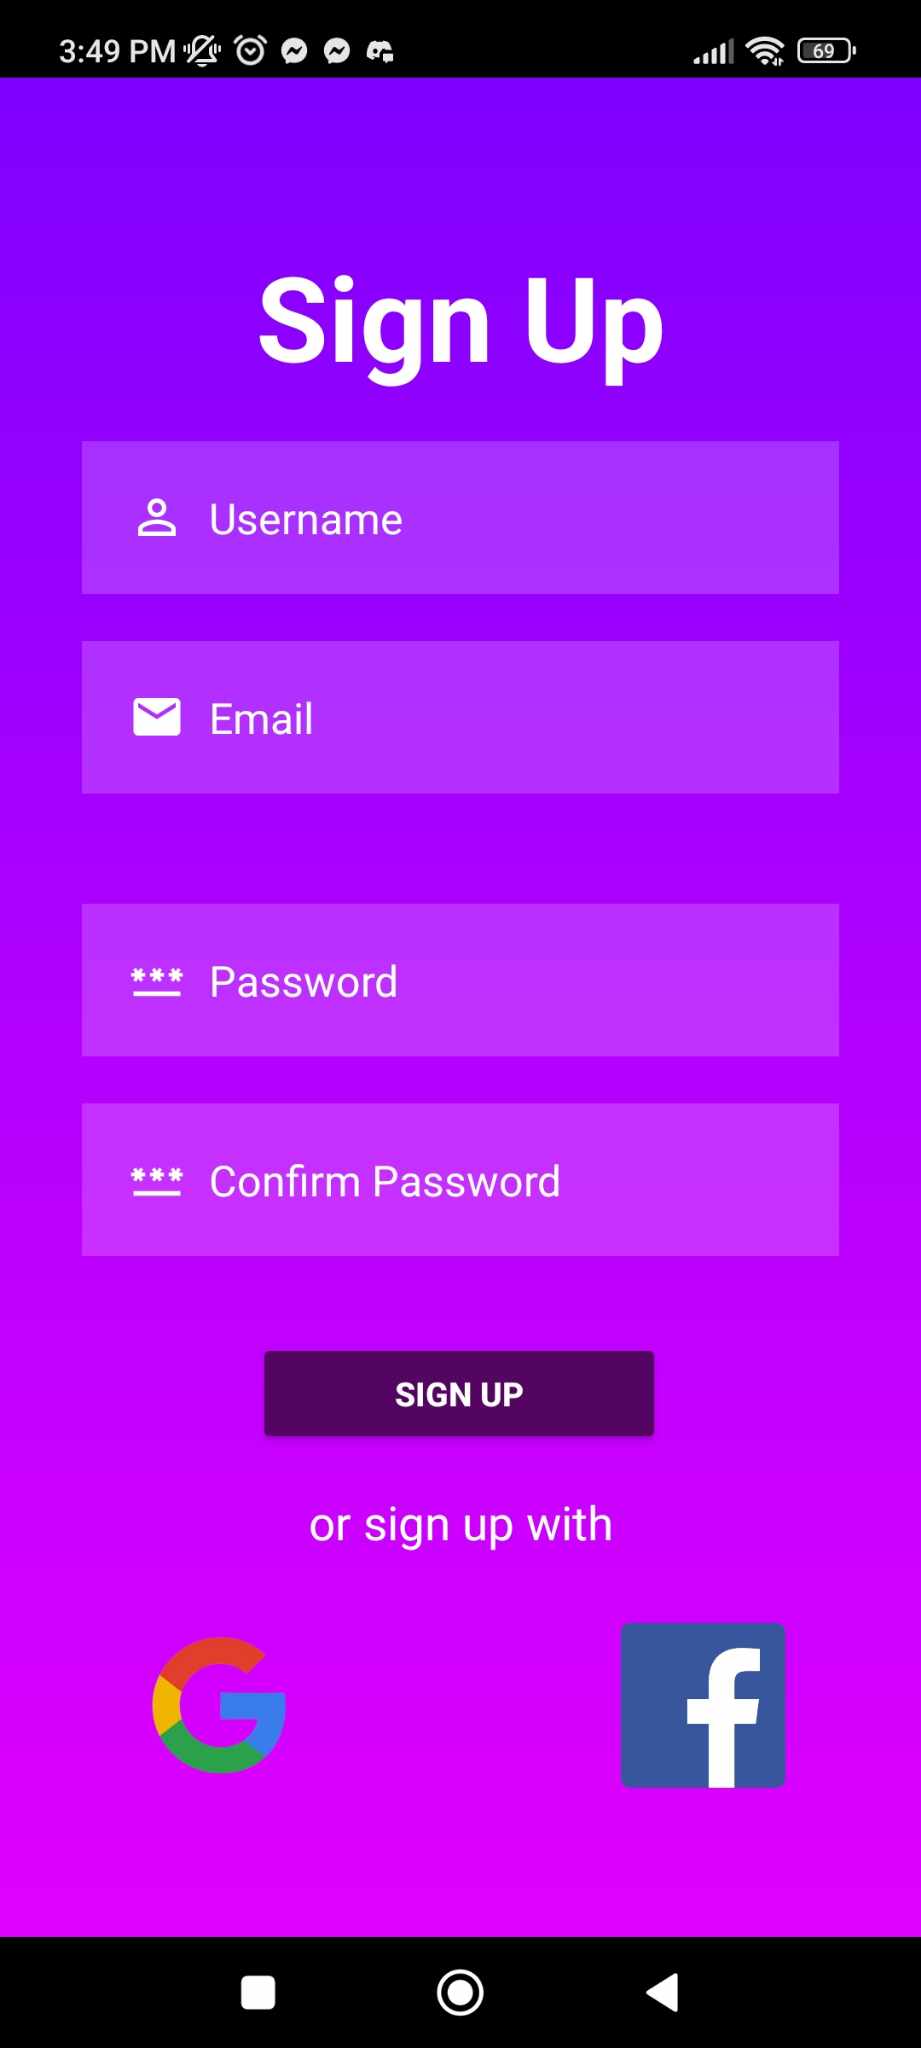 3:49 PM
69
Sign Up
Username
Email
*** Password
*** Confirm Password
SIGN UP
or sign up with
G f